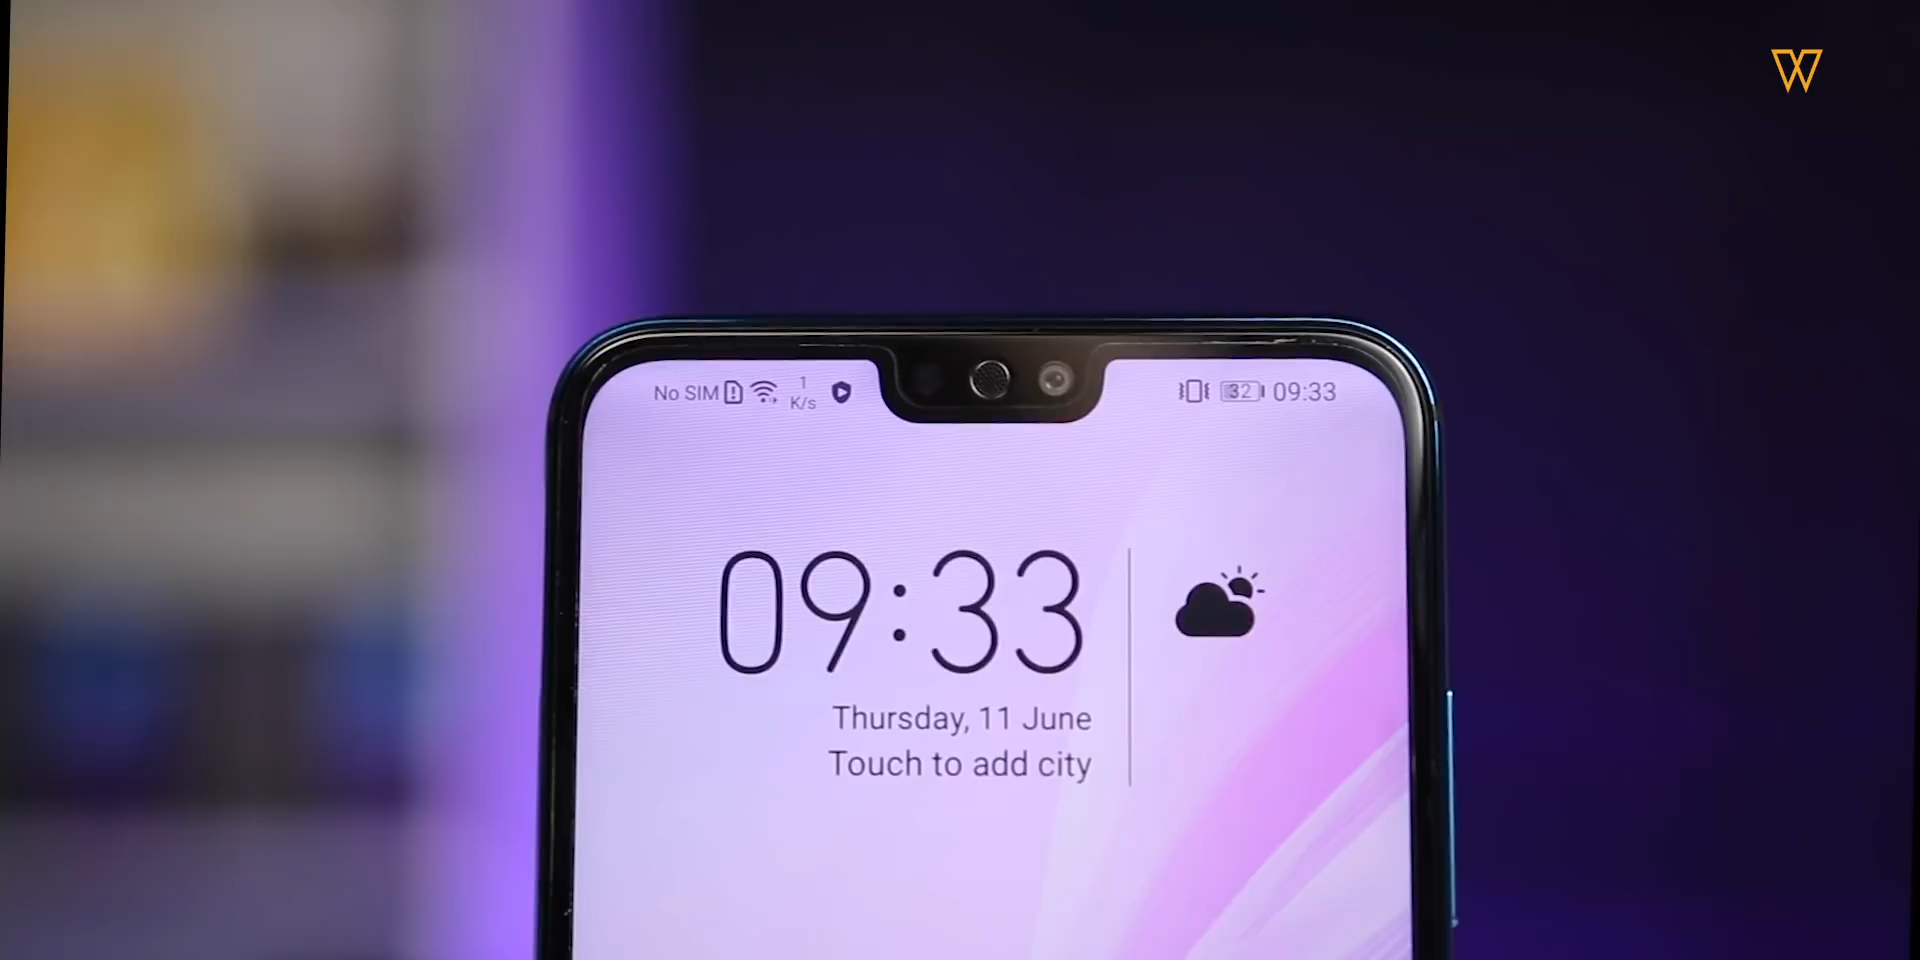 W
No SIM 1 K/s 32 09:33
09:33
Thursday, 11 June
Touch to add city